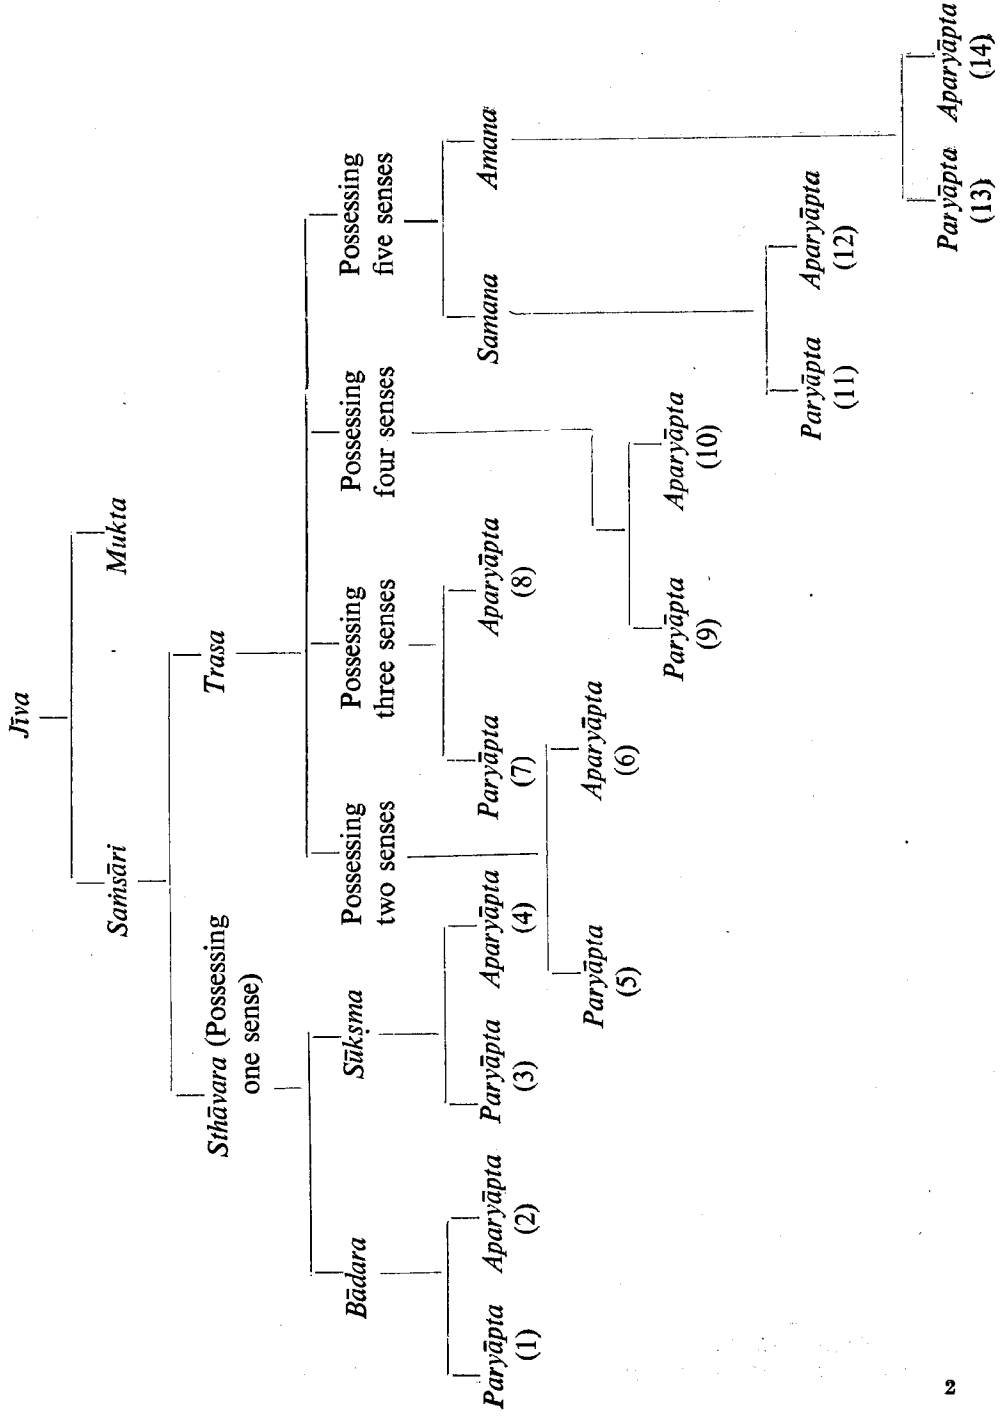 Jīva
Saṁsāri
Mukta
Sthāvara (Possessing
one sense)
Trasa
Bādara
Sūkṣma
Possessing
two senses
Possessing
three senses
Possessing
four senses
Possessing
five senses
Paryāpta
(1)
Aparyāpta
(2)
Paryāpta
(3)
Aparyāpta
(4)
Paryāpta
(7)
Aparyāpta
(8)
Samana
Amana
Paryāpta
(5)
Aparyāpta
(6)
Paryāpta
(9)
Aparyāpta
(10)
Paryāpta
(11)
Aparyāpta
(12)
Paryāpta
(13)
Aparyāpta
(14)
2